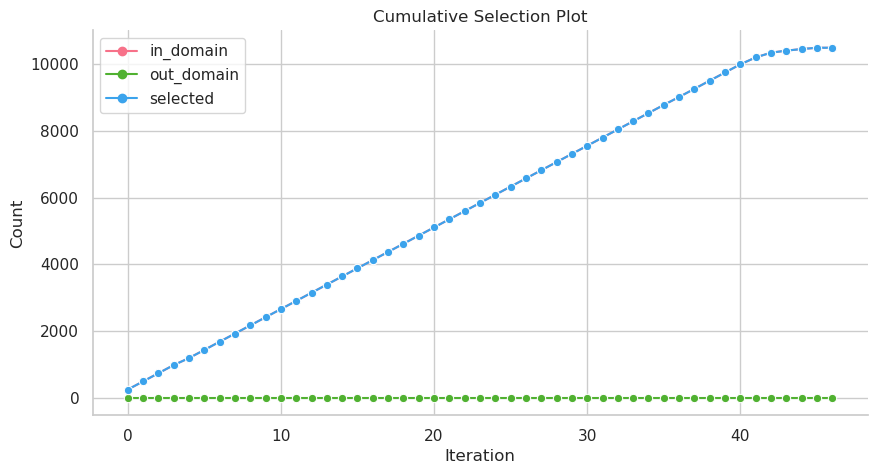 Cumulative Selection Plot
in_domain
out_domain
selected
10000
8000
6000
4000
2000
0
Count
0 10 20 30 40
Iteration